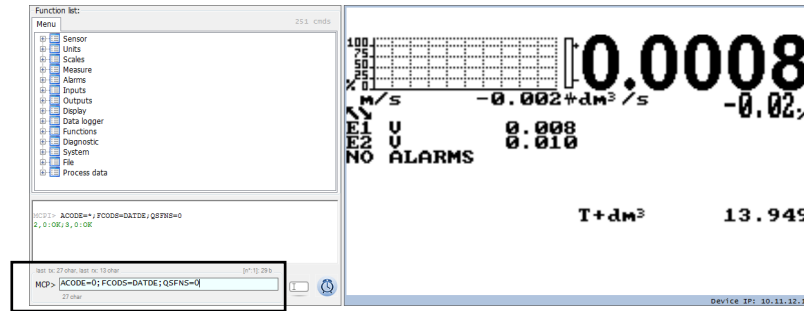 Function list:
Menu
251 cmds
Sensor
Units
Scales
Measure
Alarms
Inputs
Outputs
Display
Data logger
Functions
Diagnostic
System
File
Process data
MCPI> ACODE=*;FCODS=DATDE;QSFNS=0
2,0:OK;3,0:OK
last tx: 27 char, last rx: 13 char
[n° 1] 29 b
MCP> ACODE=0;FCODS=DATDE;QSFNS=0
27 char
100
75
50
25
% 0
0.0008
m/s -0.002 dm³/s -0.02
E1 V 0.008
E2 V 0.010
NO ALARMS
T+dm³ 13.949
Device IP: 10.11.12.1